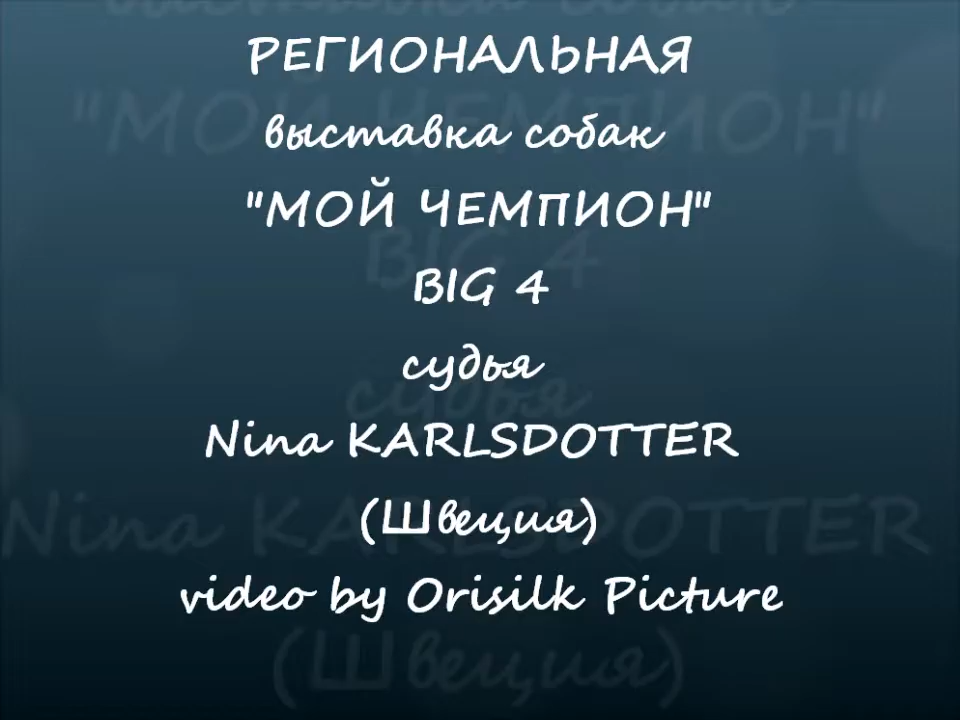 РЕГИОНАЛЬНАЯ
выставка собак
"МОЙ ЧЕМПИОН"
BIG 4
судья
Nina KARLSDOTTER
(Швеция)
video by Orisilk Picture